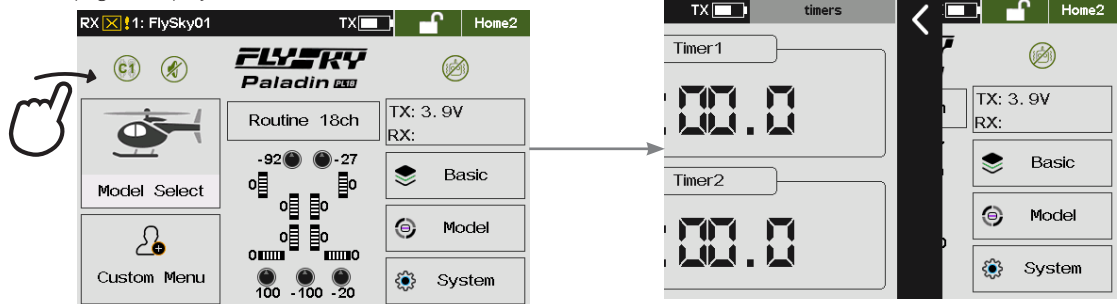 RX 1: FlySky01 TX Home2
C1
FLYSKY
Paladin PL18
Routine 18ch
TX: 3.9V
RX:
-92 -27
0 0
0 0
0 0
0 0
100 -100 -20
Model Select
Custom Menu
Basic
Model
System
TX timers
Timer1
:00.0
Timer2
:00.0
Home2
TX: 3.9V
RX:
Basic
Model
System